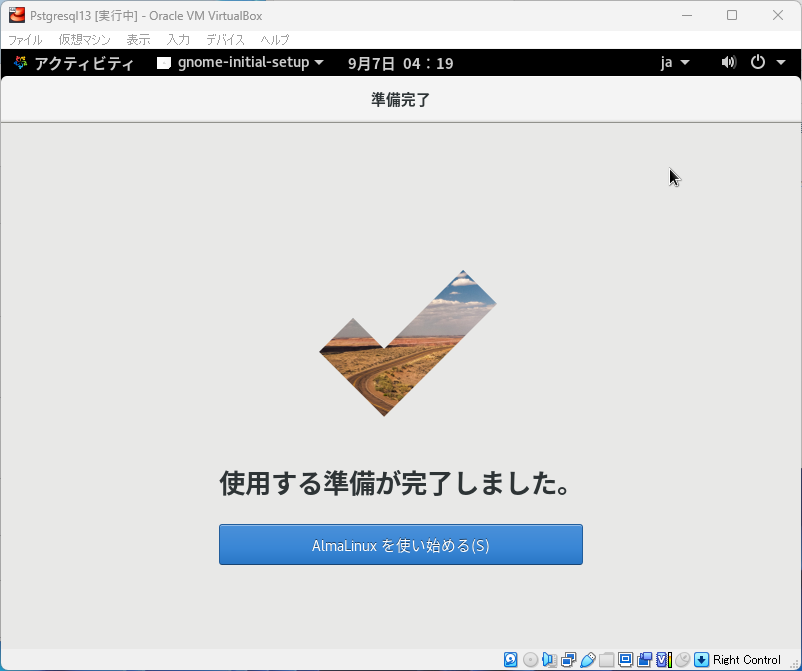 Pstgresql13 [実行中] - Oracle VM VirtualBox
ファイル 仮想マシン 表示 入力 デバイス ヘルプ
アクティビティ gnome-initial-setup 9月7日 04：19 ja
準備完了
使用する準備が完了しました。
AlmaLinux を使い始める(S)
Right Control